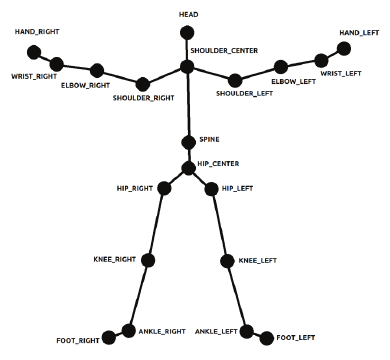 HEAD
HAND_RIGHT
HAND_LEFT
SHOULDER_CENTER
WRIST_RIGHT
WRIST_LEFT
ELBOW_RIGHT
ELBOW_LEFT
SHOULDER_RIGHT
SHOULDER_LEFT
SPINE
HIP_CENTER
HIP_RIGHT
HIP_LEFT
KNEE_RIGHT
KNEE_LEFT
ANKLE_RIGHT
ANKLE_LEFT
FOOT_RIGHT
FOOT_LEFT